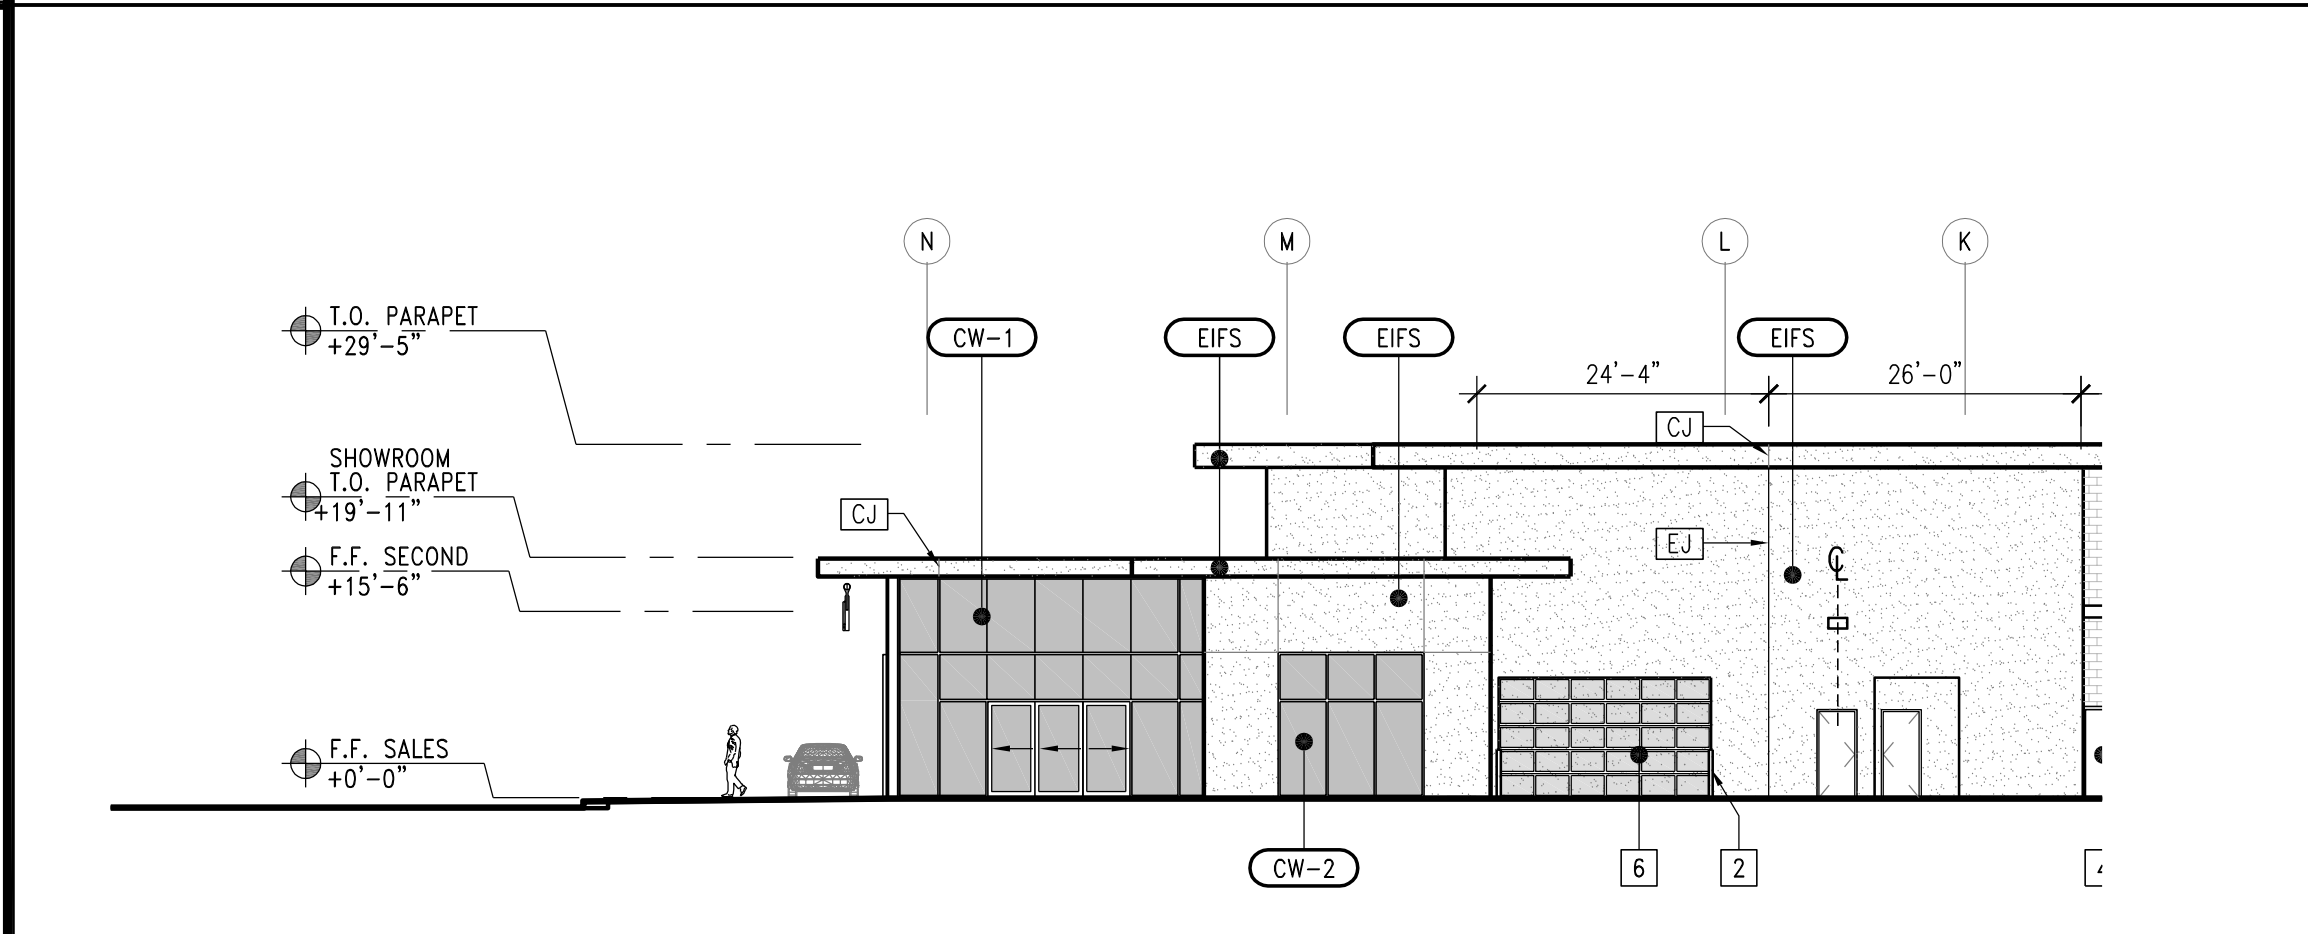 N
M
L
K
T.O. PARAPET
+29'-5"
CW-1
EIFS
EIFS
EIFS
24'-4"
26'-0"
CJ
SHOWROOM
T.O. PARAPET
+19'-11"
CJ
EJ
F.F. SECOND
+15'-6"
℄
F.F. SALES
+0'-0"
CW-2
6
2